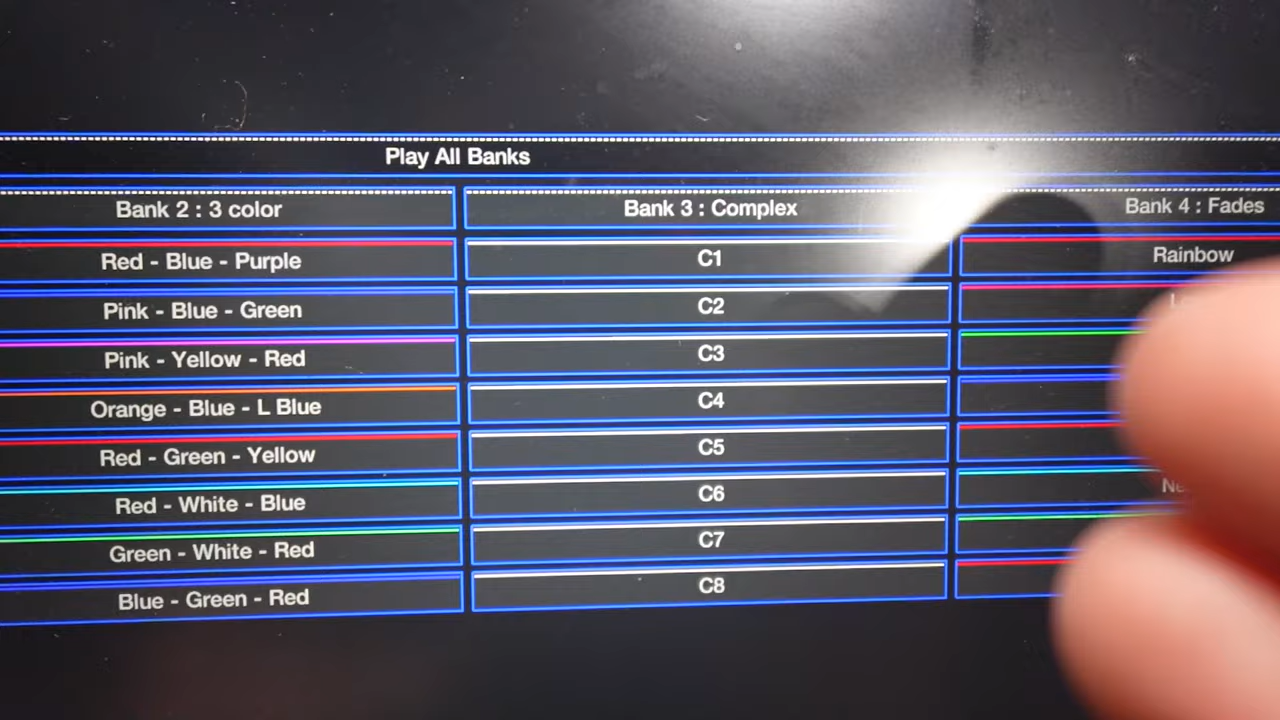 Play All Banks
Bank 2 : 3 color
Bank 3 : Complex
Bank 4 : Fades
Red - Blue - Purple
C1
Rainbow
Pink - Blue - Green
C2
Pink - Yellow - Red
C3
Orange - Blue - L Blue
C4
Red - Green - Yellow
C5
Red - White - Blue
C6
Green - White - Red
C7
Blue - Green - Red
C8